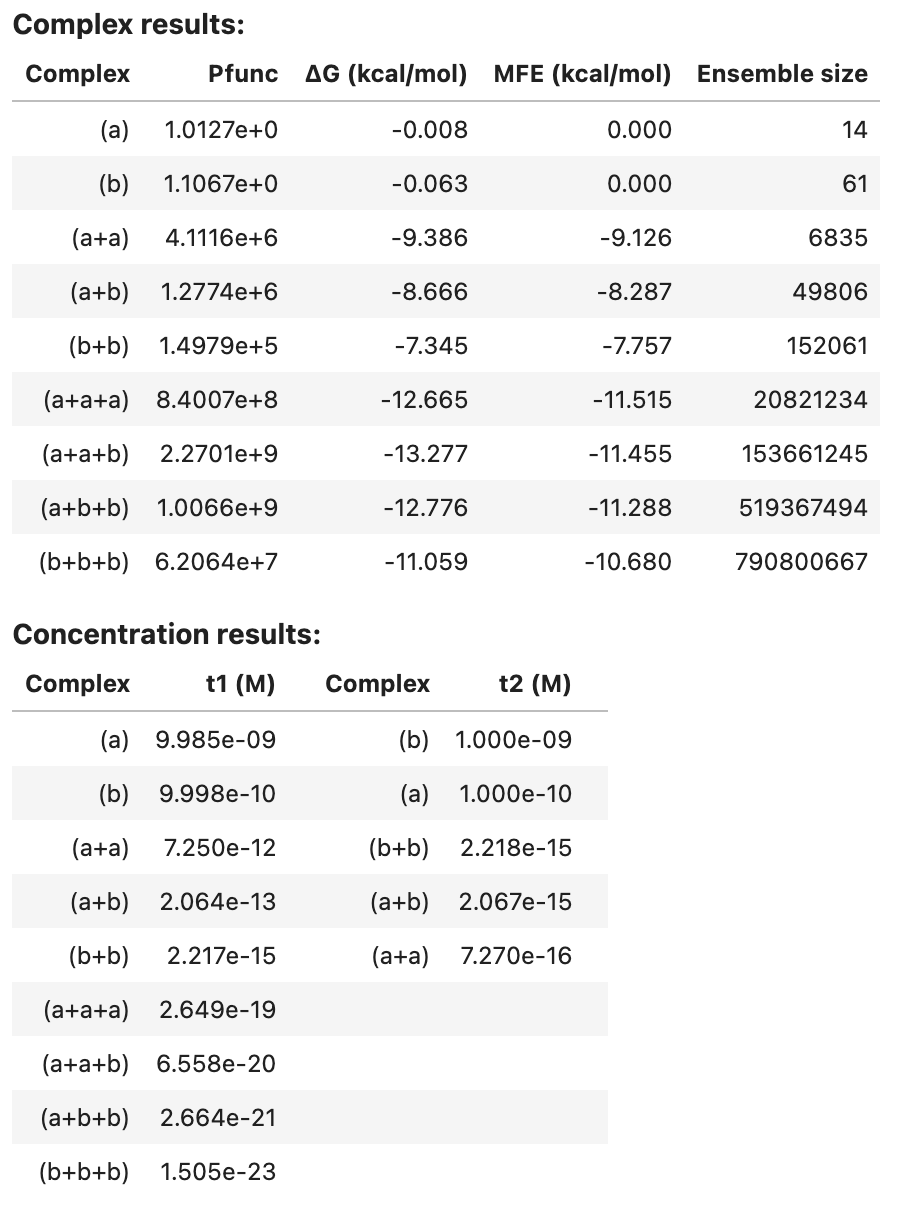 Complex results:
Complex Pfunc ΔG (kcal/mol) MFE (kcal/mol) Ensemble size
(a) 1.0127e+0 -0.008 0.000 14
(b) 1.1067e+0 -0.063 0.000 61
(a+a) 4.1116e+6 -9.386 -9.126 6835
(a+b) 1.2774e+6 -8.666 -8.287 49806
(b+b) 1.4979e+5 -7.345 -7.757 152061
(a+a+a) 8.4007e+8 -12.665 -11.515 20821234
(a+a+b) 2.2701e+9 -13.277 -11.455 153661245
(a+b+b) 1.0066e+9 -12.776 -11.288 519367494
(b+b+b) 6.2064e+7 -11.059 -10.680 790800667
Concentration results:
Complex t1 (M) Complex t2 (M)
(a) 9.985e-09 (b) 1.000e-09
(b) 9.998e-10 (a) 1.000e-10
(a+a) 7.250e-12 (b+b) 2.218e-15
(a+b) 2.064e-13 (a+b) 2.067e-15
(b+b) 2.217e-15 (a+a) 7.270e-16
(a+a+a) 2.649e-19
(a+a+b) 6.558e-20
(a+b+b) 2.664e-21
(b+b+b) 1.505e-23